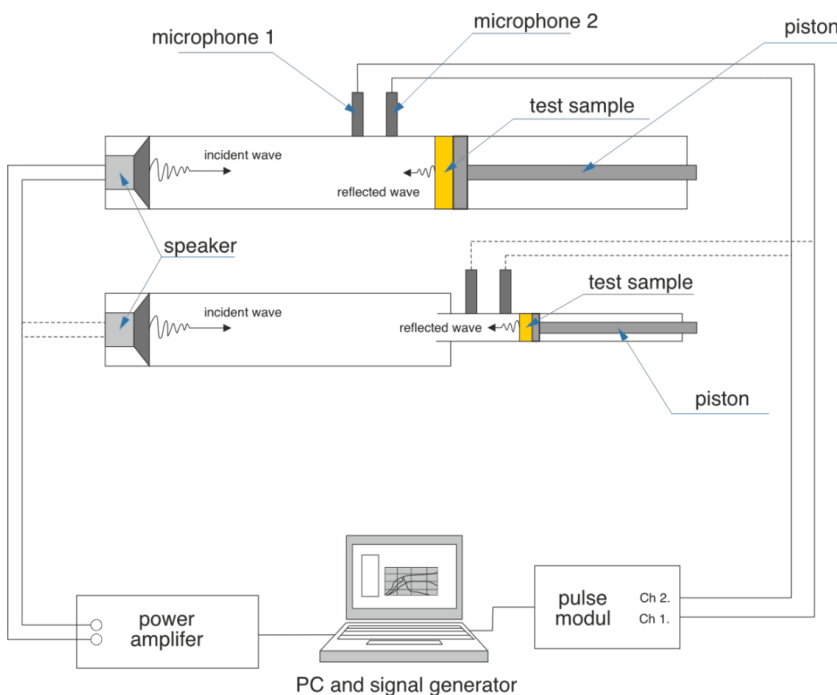 microphone 1
microphone 2
piston
test sample
incident wave
reflected wave
speaker
test sample
incident wave
reflected wave
piston
power
amplifer
pulse
modul
Ch 2.
Ch 1.
PC and signal generator